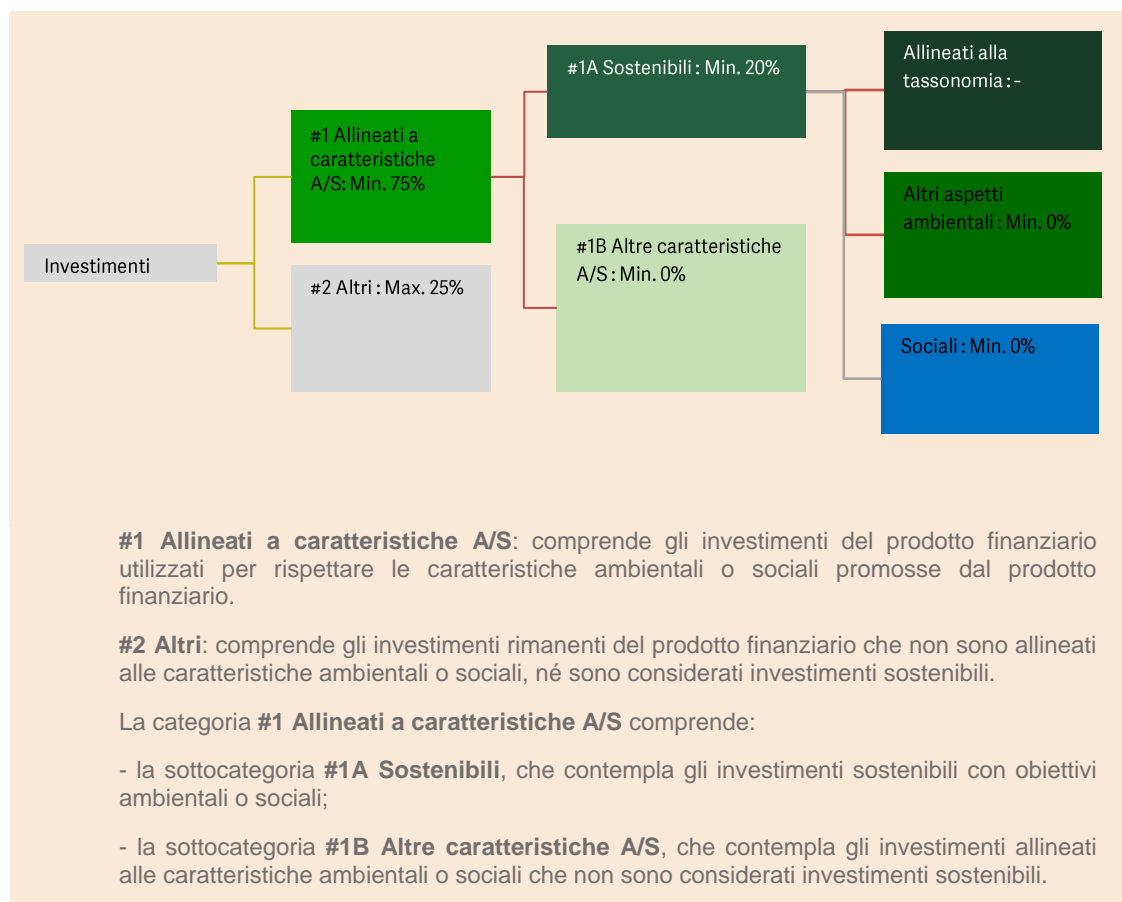 Investimenti
#1 Allineati a
caratteristiche
A/S: Min. 75%
#2 Altri : Max. 25%
#1A Sostenibili : Min. 20%
#1B Altre caratteristiche
A/S : Min. 0%
Allineati alla
tassonomia : -
Altri aspetti
ambientali : Min. 0%
Sociali : Min. 0%
#1 Allineati a caratteristiche A/S: comprende gli investimenti del prodotto finanziario
utilizzati per rispettare le caratteristiche ambientali o sociali promosse dal prodotto
finanziario.
#2 Altri: comprende gli investimenti rimanenti del prodotto finanziario che non sono allineati
alle caratteristiche ambientali o sociali, né sono considerati investimenti sostenibili.
La categoria #1 Allineati a caratteristiche A/S comprende:
- la sottocategoria #1A Sostenibili, che contempla gli investimenti sostenibili con obiettivi
ambientali o sociali;
- la sottocategoria #1B Altre caratteristiche A/S, che contempla gli investimenti allineati
alle caratteristiche ambientali o sociali che non sono considerati investimenti sostenibili.